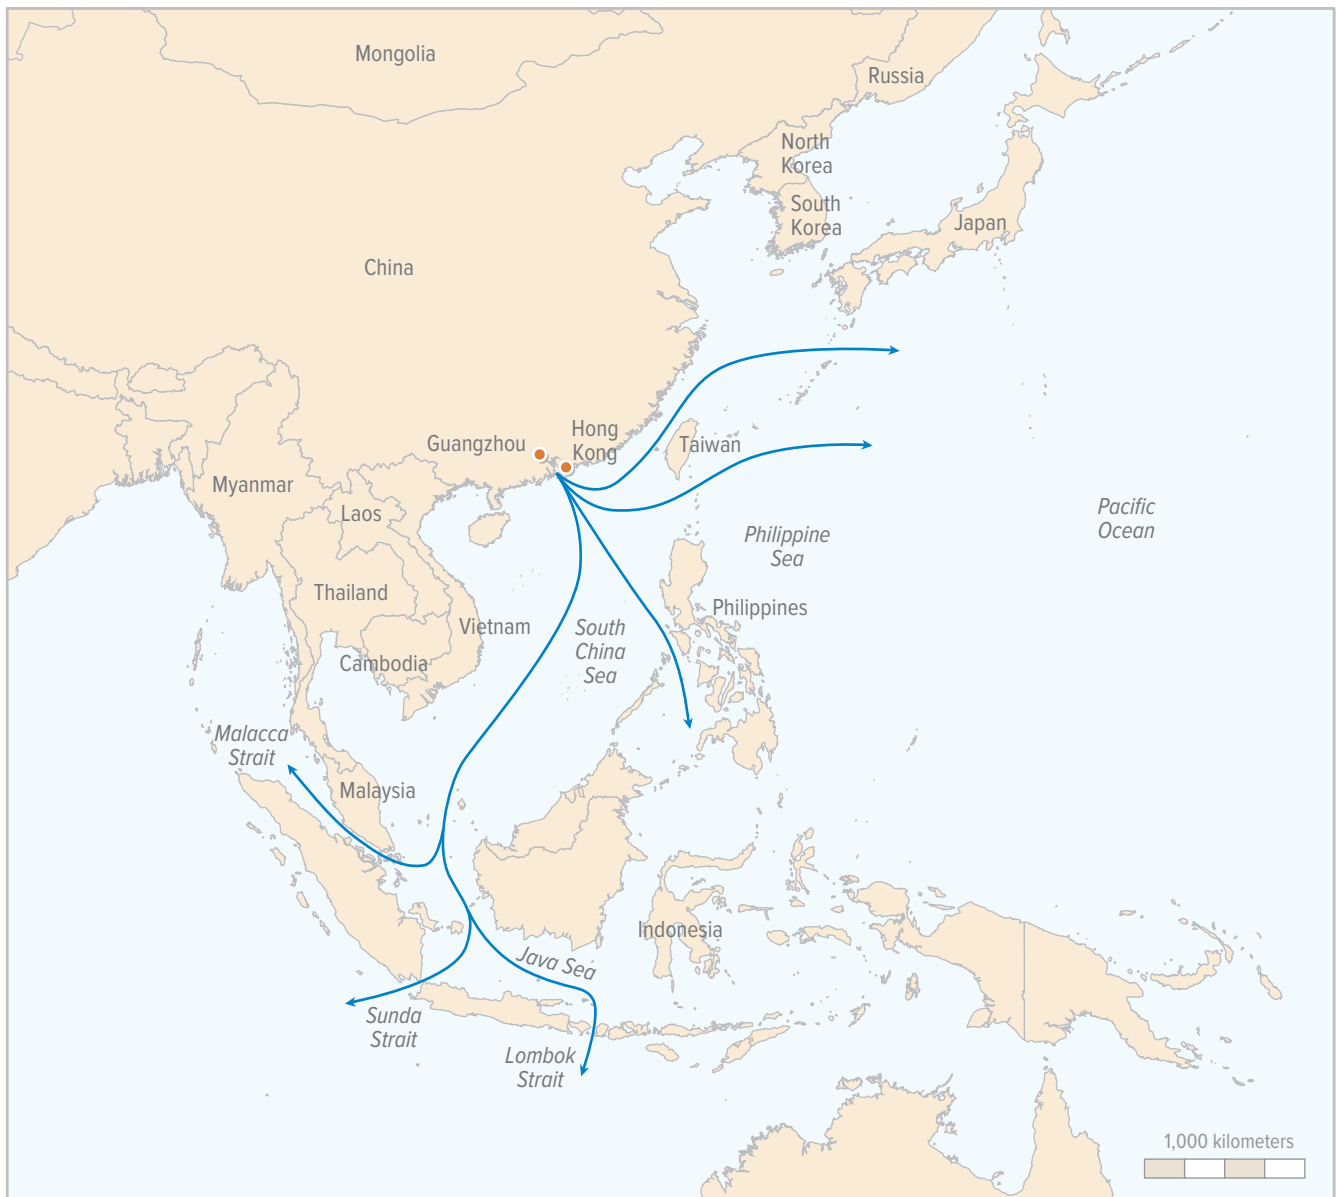 Mongolia
Russia
North
Korea
South
Korea
Japan
China
Hong
Kong
Guangzhou
Taiwan
Myanmar
Laos
Pacific
Ocean
Philippine
Sea
Thailand
Philippines
Vietnam
South
China
Sea
Cambodia
Malacca
Strait
Malaysia
Indonesia
Java Sea
Sunda
Strait
Lombok
Strait
1,000 kilometers